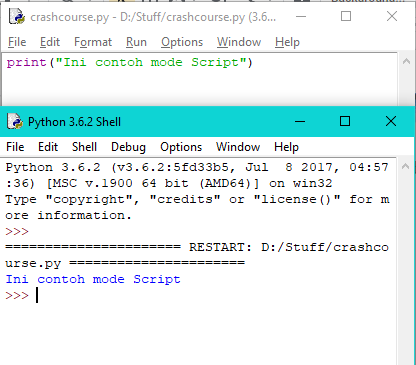 crashcourse.py - D:/Stuff/crashcourse.py (3.6....
File Edit Format Run Options Window Help
print("Ini contoh mode Script")
Python 3.6.2 Shell
File Edit Shell Debug Options Window Help
Python 3.6.2 (v3.6.2:5fd33b5, Jul  8 2017, 04:57
:36) [MSC v.1900 64 bit (AMD64)] on win32
Type "copyright", "credits" or "license()" for m
ore information.
>>>
====================== RESTART: D:/Stuff/crashco
urse.py ======================
Ini contoh mode Script
>>>